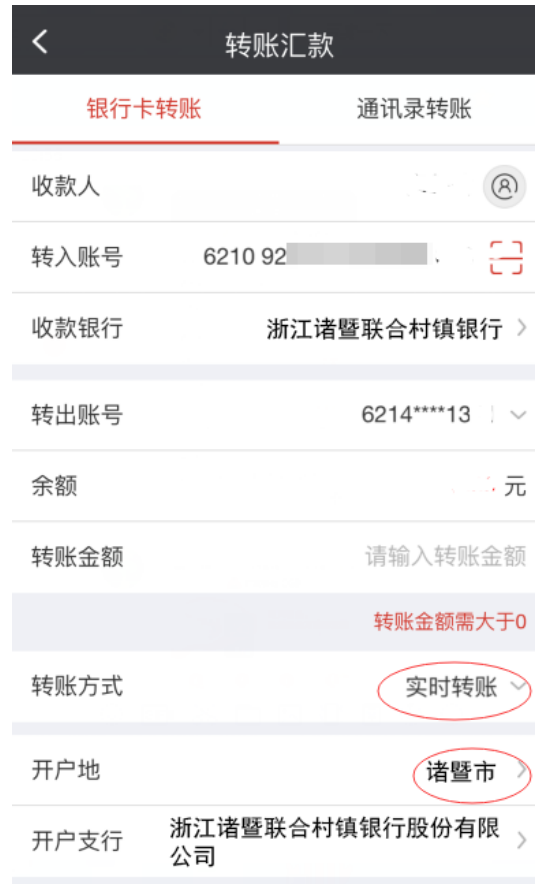 转账汇款
银行卡转账 通讯录转账
收款人
转入账号 6210 92
收款银行 浙江诸暨联合村镇银行
转出账号 6214****13
余额 元
转账金额 请输入转账金额
转账金额需大于0
转账方式 实时转账
开户地 诸暨市
开户支行 浙江诸暨联合村镇银行股份有限
公司